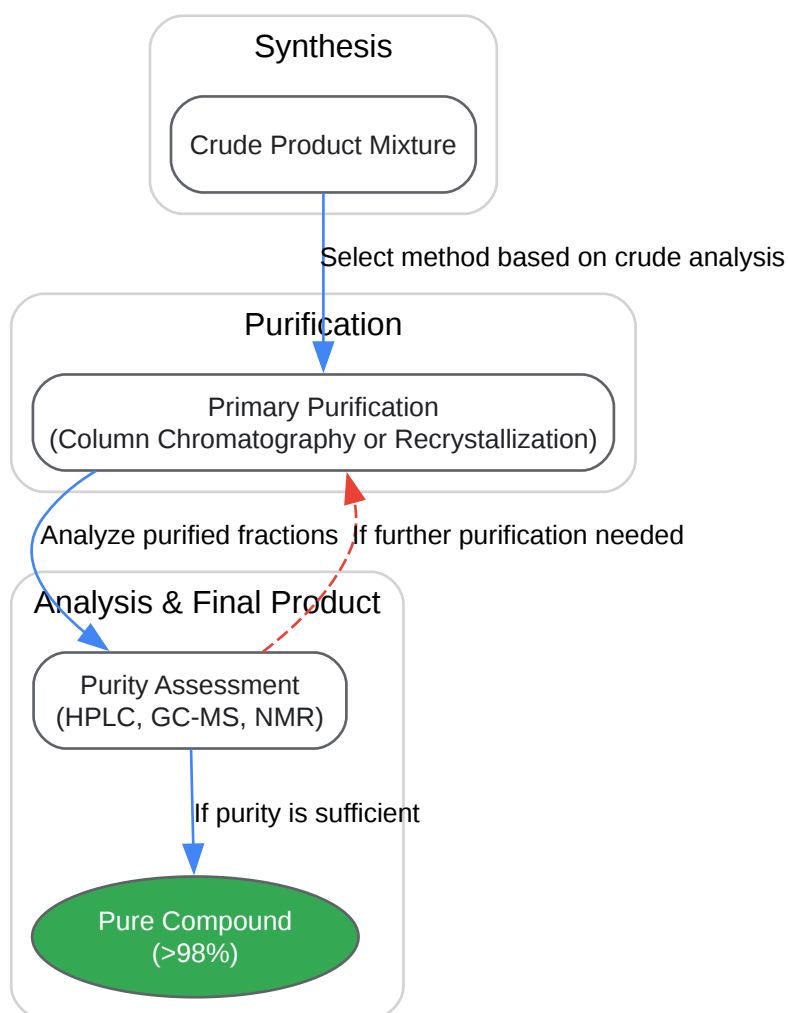 Synthesis
Crude Product Mixture
Select method based on crude analysis
Purification
Primary Purification
(Column Chromatography or Recrystallization)
Analyze purified fractions
If further purification needed
Analysis & Final Product
Purity Assessment
(HPLC, GC-MS, NMR)
If purity is sufficient
Pure Compound
(>98%)